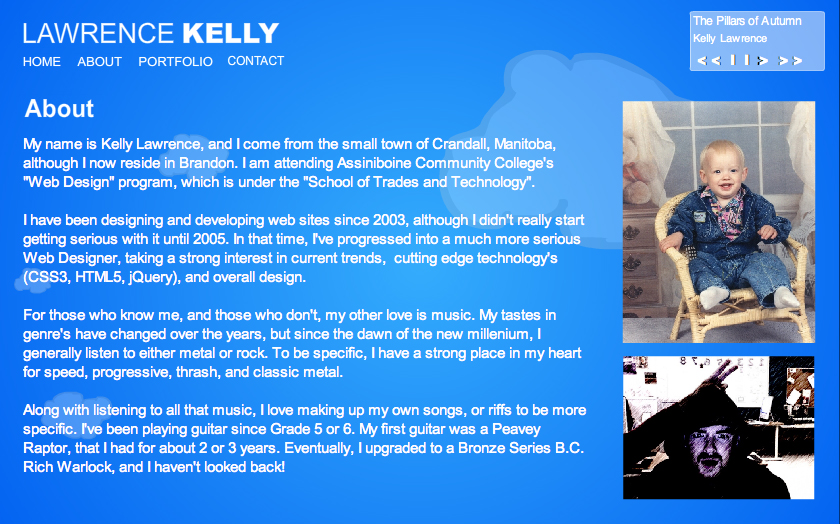 LAWRENCE KELLY
HOME ABOUT PORTFOLIO CONTACT
The Pillars of Autumn
Kelly Lawrence
<< || > >>
About
My name is Kelly Lawrence, and I come from the small town of Crandall, Manitoba,
although I now reside in Brandon. I am attending Assiniboine Community College's
"Web Design" program, which is under the "School of Trades and Technology".
I have been designing and developing web sites since 2003, although I didn't really start
getting serious with it until 2005. In that time, I've progressed into a much more serious
Web Designer, taking a strong interest in current trends,  cutting edge technology's
(CSS3, HTML5, jQuery), and overall design.
For those who know me, and those who don't, my other love is music. My tastes in
genre's have changed over the years, but since the dawn of the new millenium, I
generally listen to either metal or rock. To be specific, I have a strong place in my heart
for speed, progressive, thrash, and classic metal.
Along with listening to all that music, I love making up my own songs, or riffs to be more
specific. I've been playing guitar since Grade 5 or 6. My first guitar was a Peavey
Raptor, that I had for about 2 or 3 years. Eventually, I upgraded to a Bronze Series B.C.
Rich Warlock, and I haven't looked back!